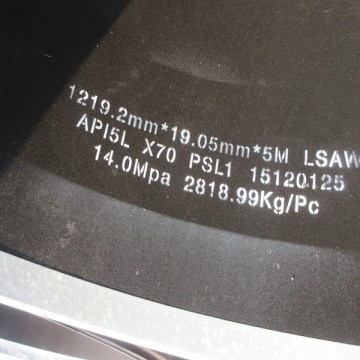 1219.2mm*19.05mm*5M LSAW
API5L X70 PSL1 15120125
14.0Mpa 2818.99Kg/Pc